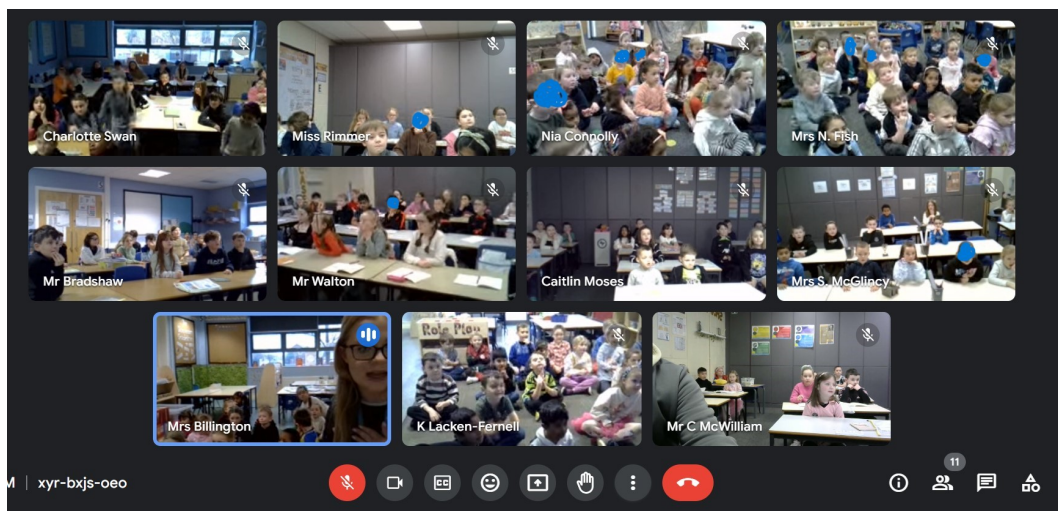 Charlotte Swan
Miss Rimmer
Nia Connolly
Mrs N. Fish
Mr Bradshaw
Mr Walton
Caitlin Moses
Mrs S. McGlincy
Role Play
Mrs Billington
K Lacken-Fernell
Mr C McWilliam
M | xyr-bxjs-oeo
CC
11